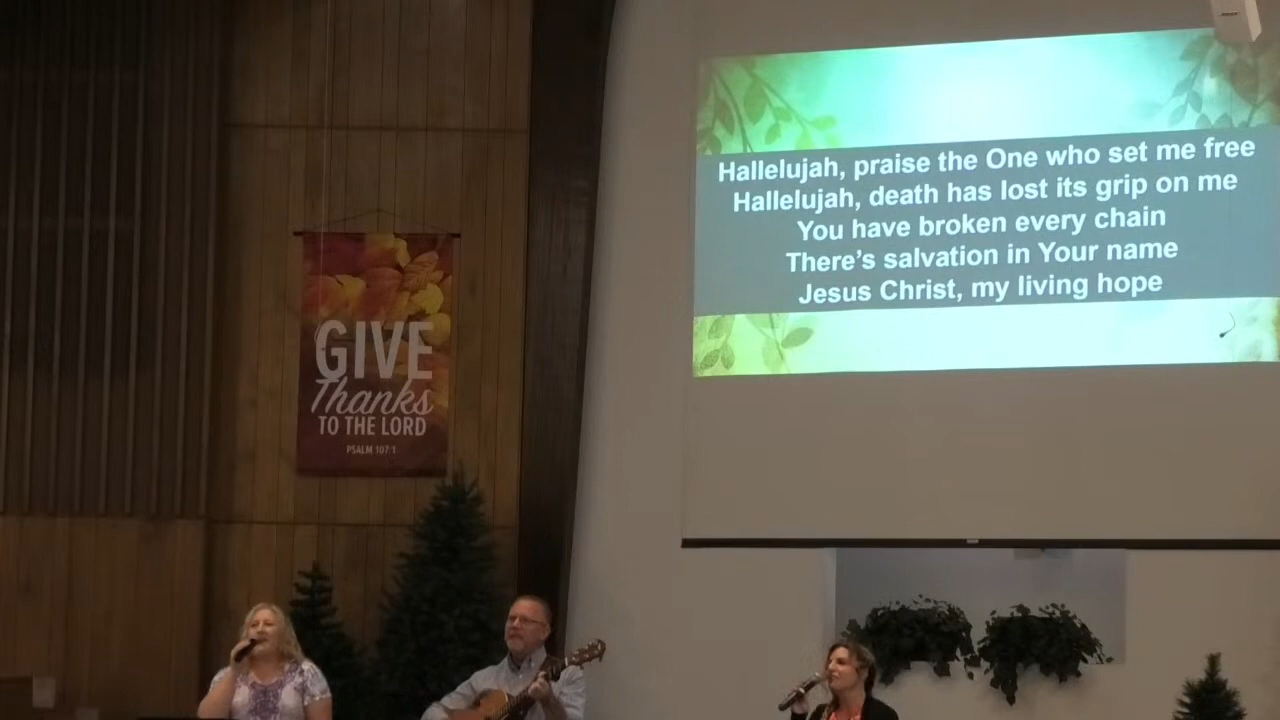 Hallelujah, praise the One who set me free
Hallelujah, death has lost its grip on me
You have broken every chain
There's salvation in Your name
Jesus Christ, my living hope
GIVE
Thanks
TO THE LORD
PSALM 107:1